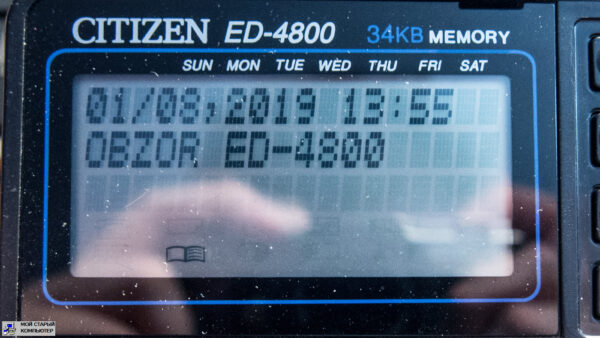 CITIZEN ED-4800 34KB MEMORY
SUN MON TUE WED THU FRI SAT
01/08,2019 13:55
OBZOR ED-4800
МОЙ СТАРЫЙ
КОМПЬЮТЕР